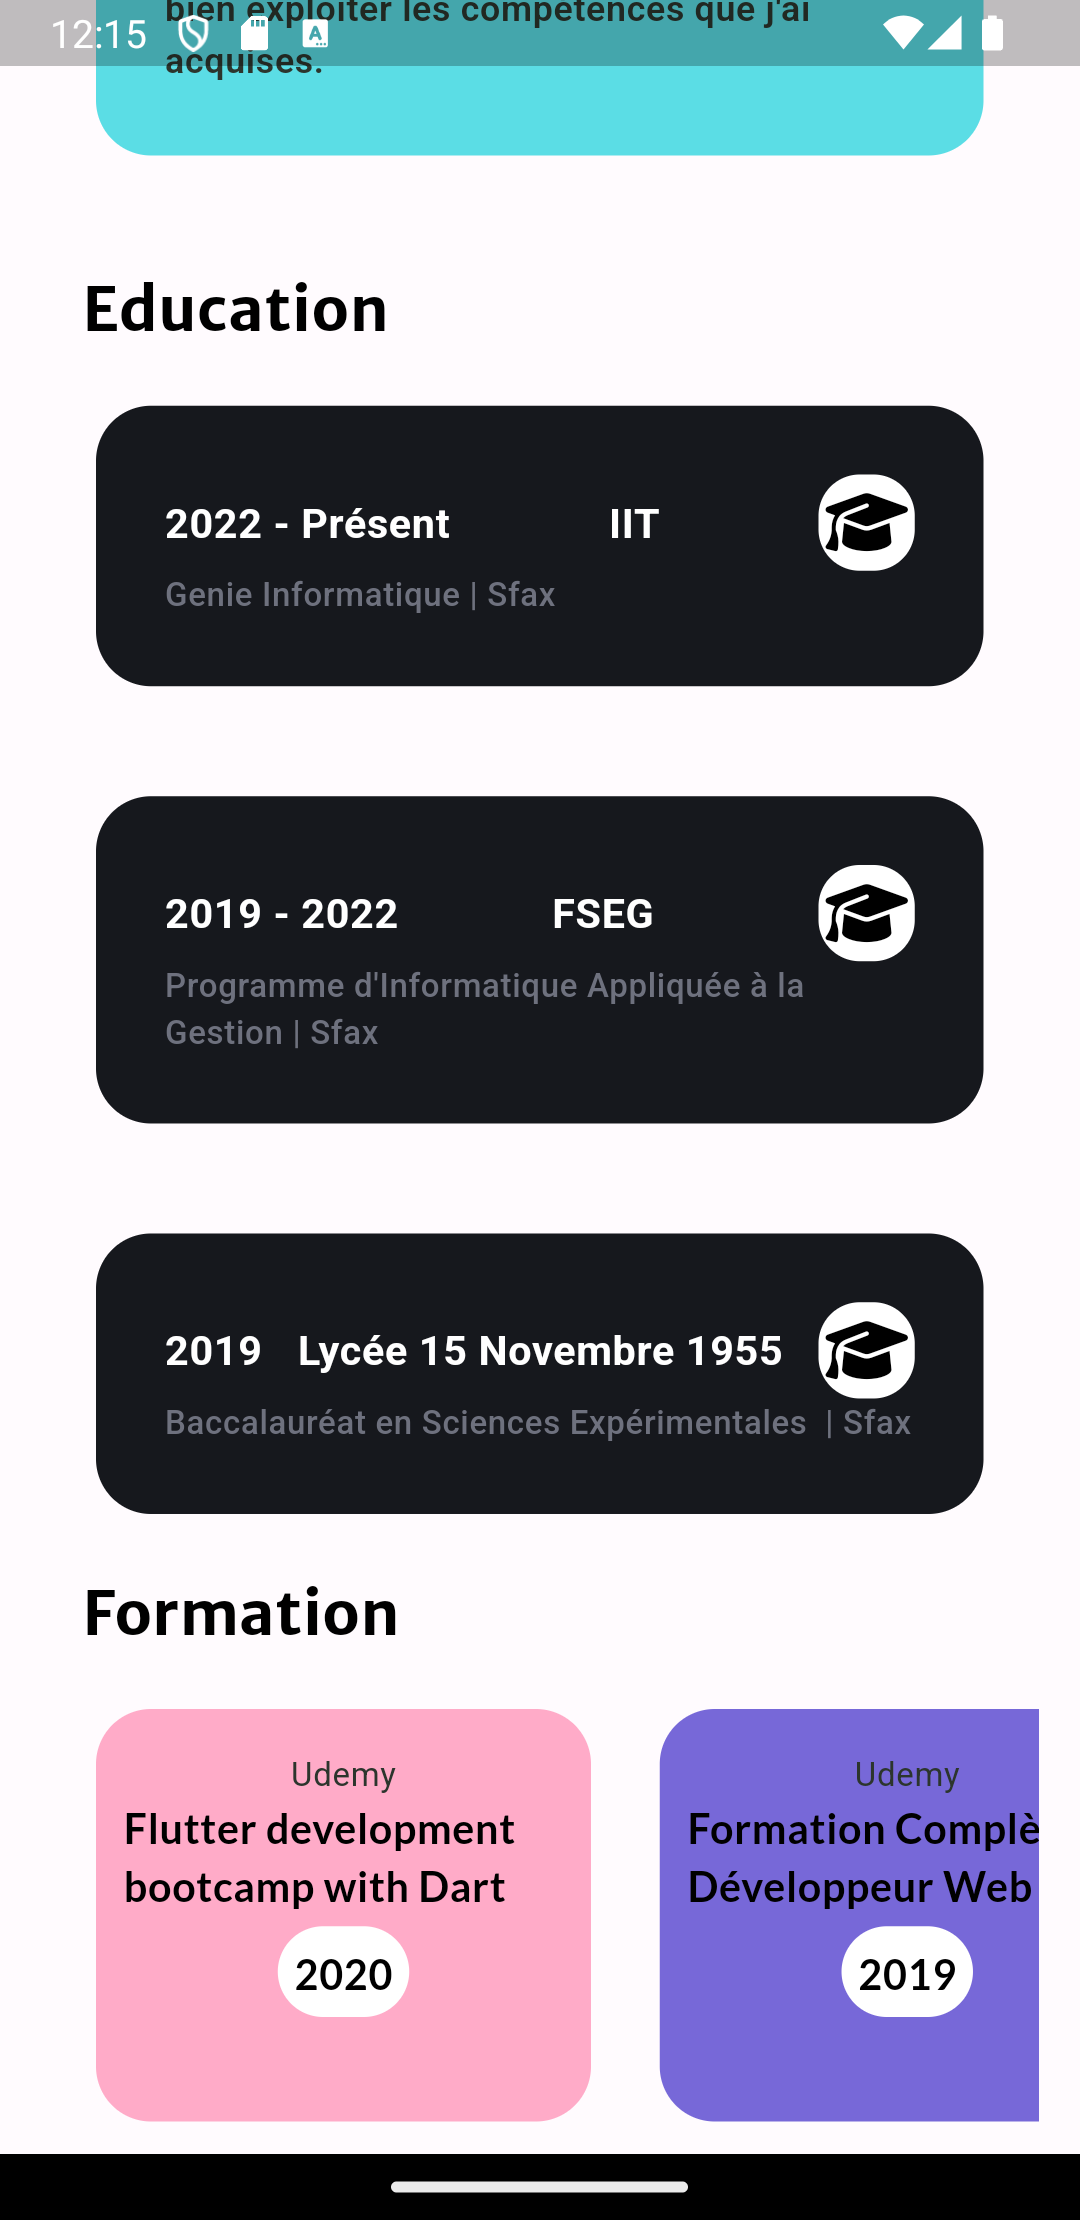 bien exploiter les compétences que j'ai
12:15
acquises.
Education
2022 - Présent IIT
Genie Informatique | Sfax
2019 - 2022 FSEG
Programme d'Informatique Appliquée à la
Gestion | Sfax
2019 Lycée 15 Novembre 1955
Baccalauréat en Sciences Expérimentales | Sfax
Formation
Udemy
Flutter development
bootcamp with Dart
2020
Udemy
Formation Complè
Développeur Web
2019